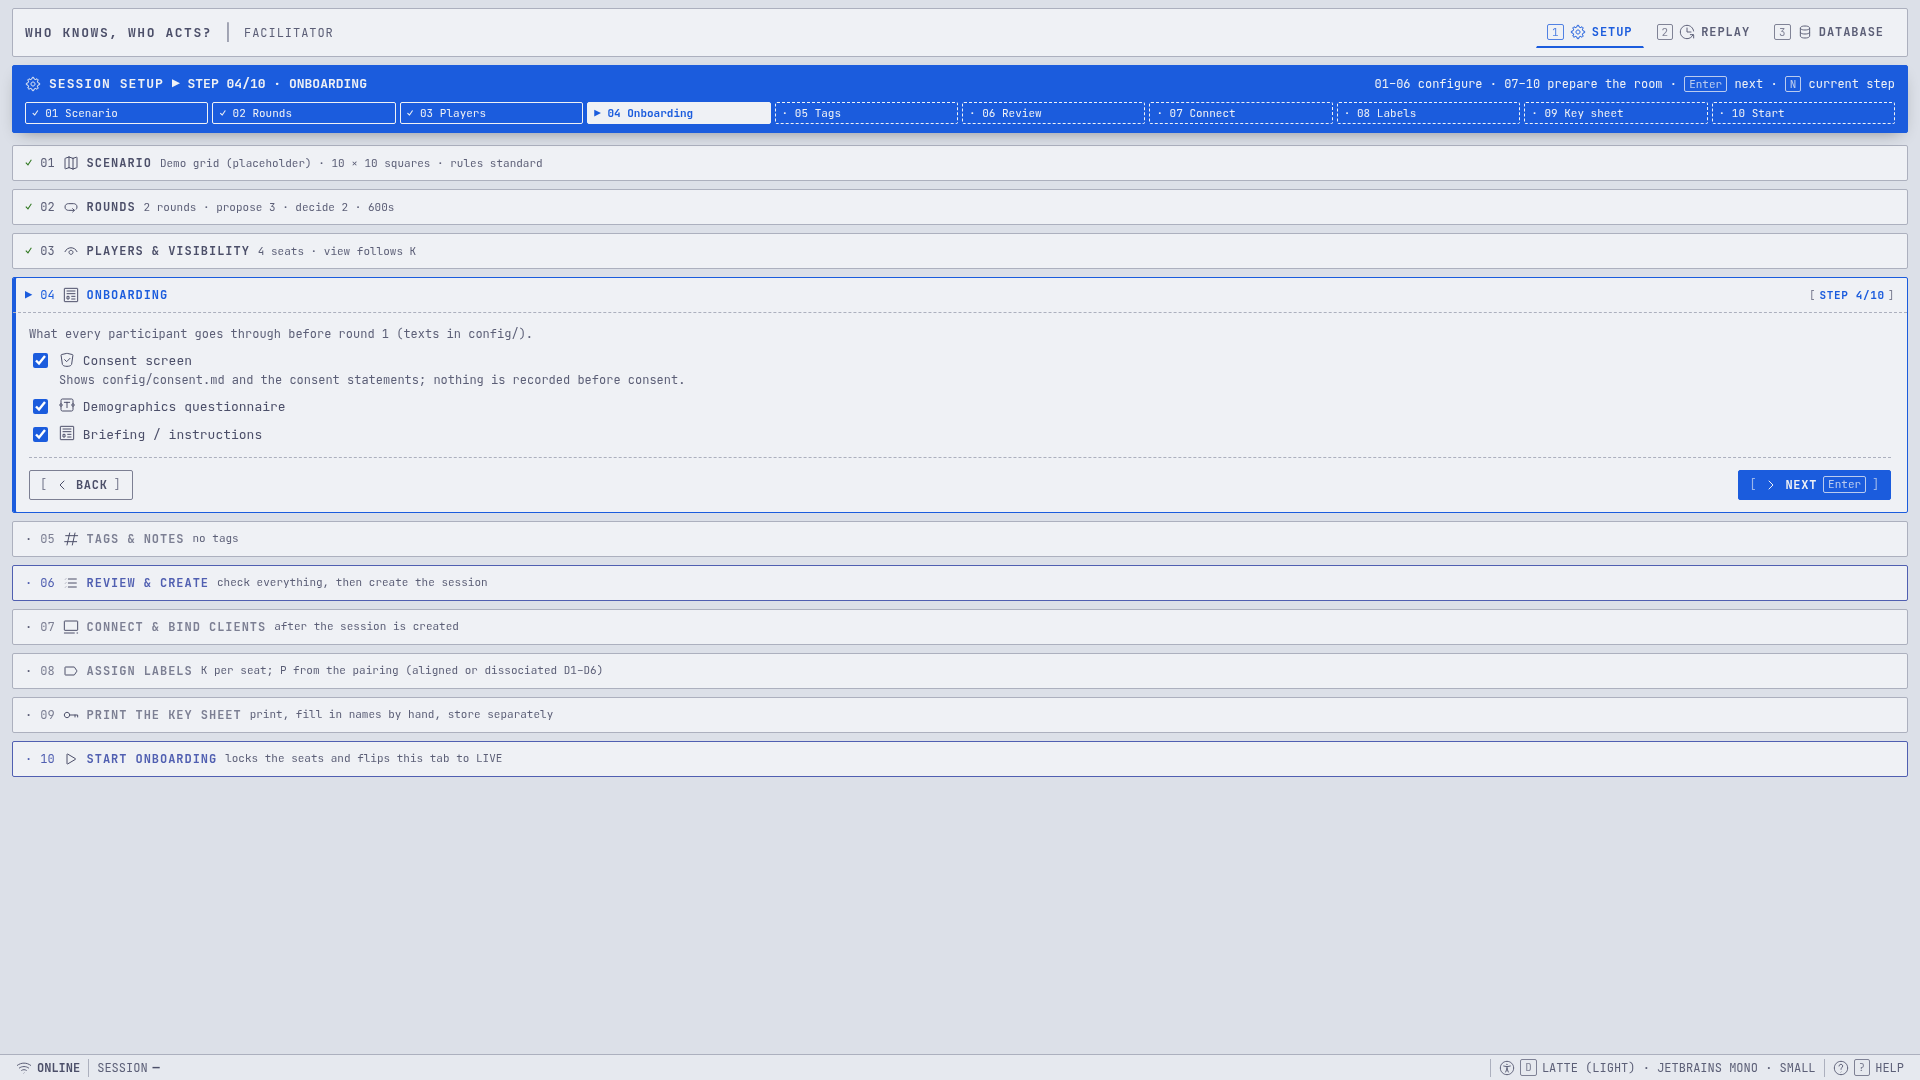 WHO KNOWS, WHO ACTS? FACILITATOR 1 SETUP 2 REPLAY 3 DATABASE
SESSION SETUP ▶ STEP 04/10 · ONBOARDING 01–06 configure · 07–10 prepare the room · Enter next · N current step
✓ 01 Scenario ✓ 02 Rounds ✓ 03 Players ▶ 04 Onboarding · 05 Tags · 06 Review · 07 Connect · 08 Labels · 09 Key sheet · 10 Start
✓ 01 SCENARIO Demo grid (placeholder) · 10 × 10 squares · rules standard
✓ 02 ROUNDS 2 rounds · propose 3 · decide 2 · 600s
✓ 03 PLAYERS & VISIBILITY 4 seats · view follows K
▶ 04 ONBOARDING [ STEP 4/10 ]
What every participant goes through before round 1 (texts in config/).
Consent screen
Shows config/consent.md and the consent statements; nothing is recorded before consent.
Demographics questionnaire
Briefing / instructions
[ BACK ] [ NEXT Enter ]
· 05 TAGS & NOTES no tags
· 06 REVIEW & CREATE check everything, then create the session
· 07 CONNECT & BIND CLIENTS after the session is created
· 08 ASSIGN LABELS K per seat; P from the pairing (aligned or dissociated D1–D6)
· 09 PRINT THE KEY SHEET print, fill in names by hand, store separately
· 10 START ONBOARDING locks the seats and flips this tab to LIVE
ONLINE SESSION — D LATTE (LIGHT) · JETBRAINS MONO · SMALL ? HELP